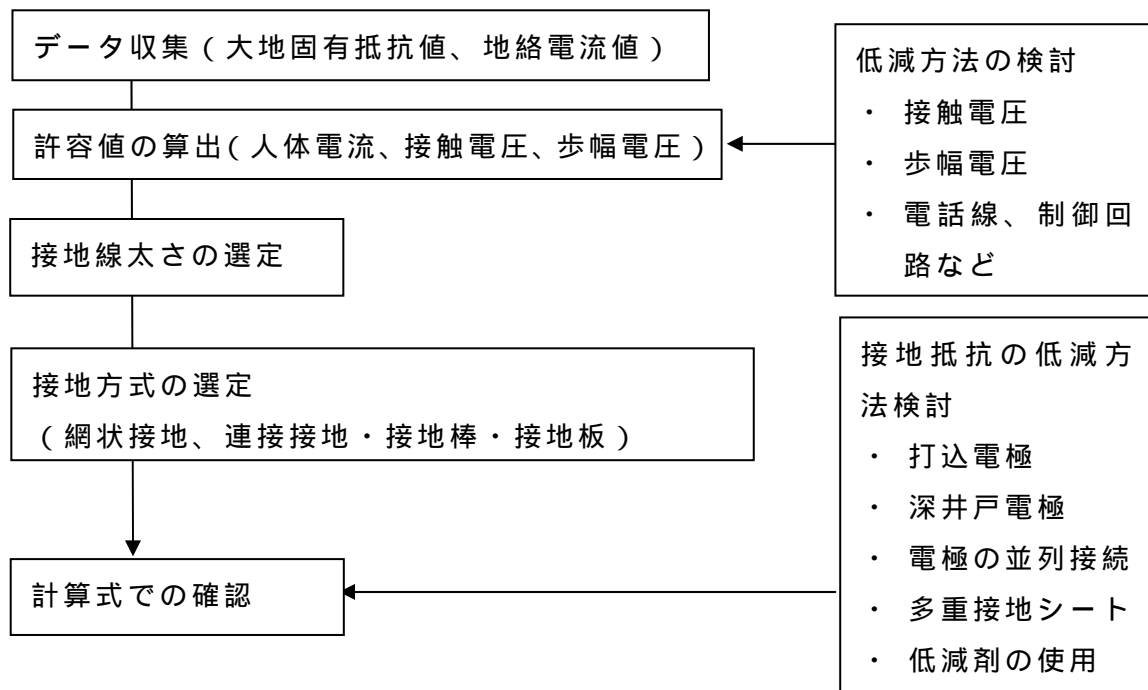 データ収集（大地固有抵抗値、地絡電流値）
許容値の算出（人体電流、接触電圧、歩幅電圧）
接地線太さの選定
接地方式の選定
（網状接地、連接接地・接地棒・接地板）
計算式での確認
低減方法の検討
・ 接触電圧
・ 歩幅電圧
・ 電話線、制御回
路など
接地抵抗の低減方
法検討
・ 打込電極
・ 深井戸電極
・ 電極の並列接続
・ 多重接地シート
・ 低減剤の使用